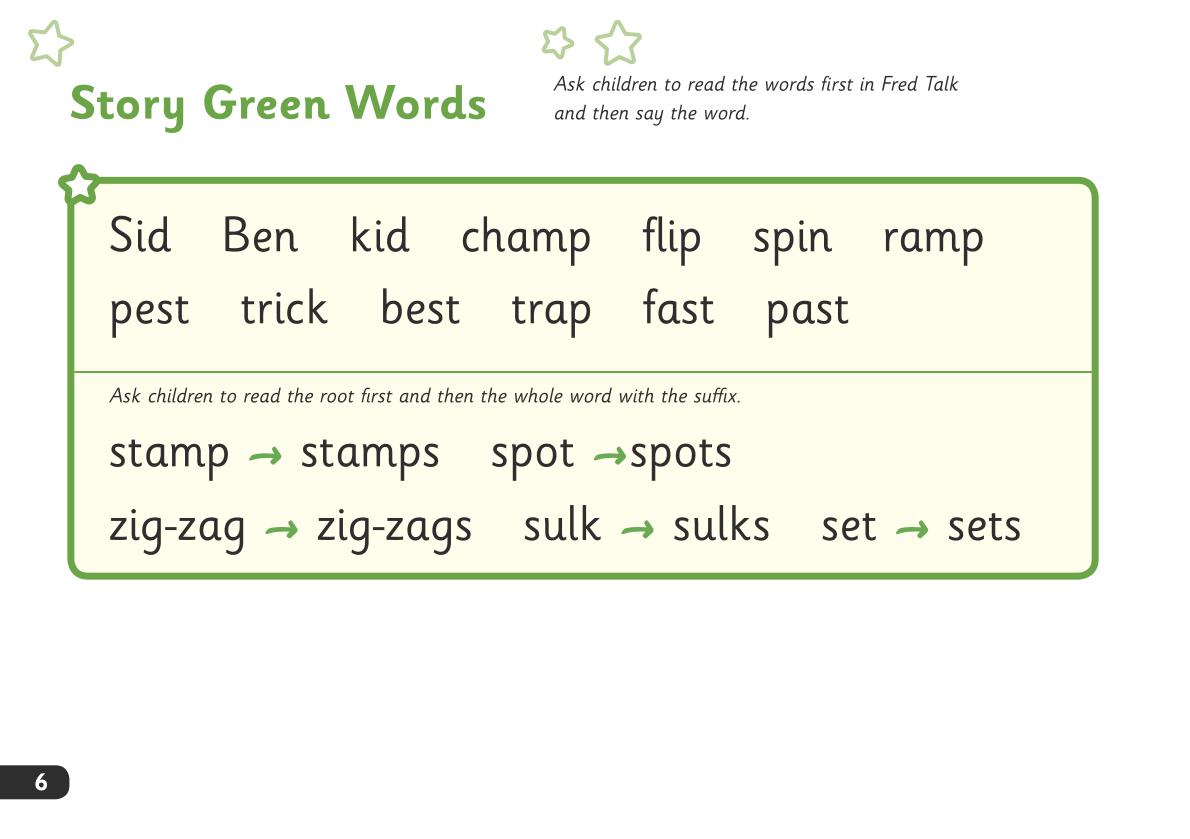 Story Green Words
Ask children to read the words first in Fred Talk
and then say the word.
Sid Ben kid champ flip spin ramp
pest trick best trap fast past
Ask children to read the root first and then the whole word with the suffix.
stamp → stamps spot →spots
zig-zag → zig-zags sulk → sulks set → sets
6